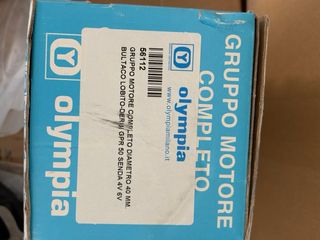 GRUPPO MOTORE
COMPLETO
olympia
www.olympiamilano.it
56112
GRUPPO MOTORE COMPLETO DIAMETRO 40 MM.
BULTACO LOBITO-DERBI GPR 50 SENDA 4V 6V
olympia